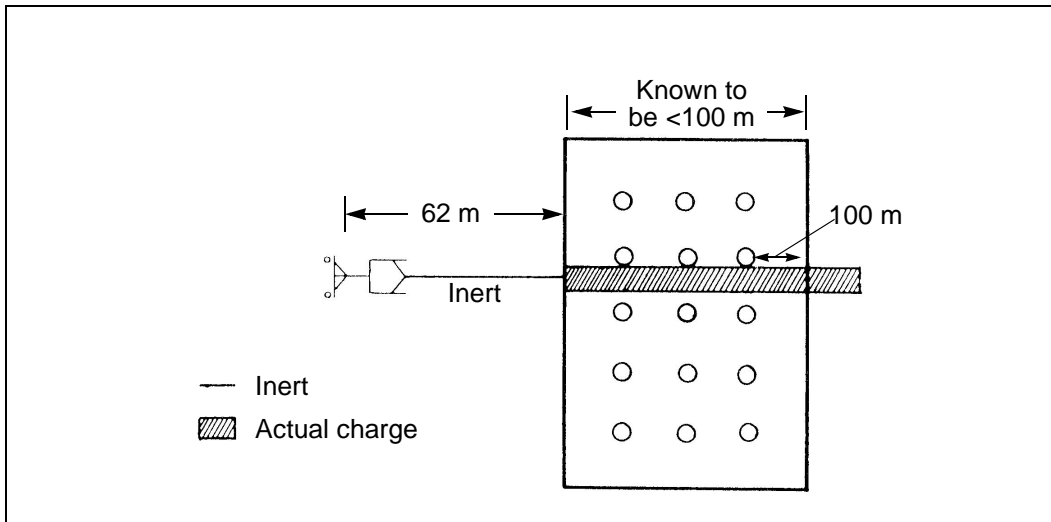 Known to
be <100 m
62 m
100 m
Inert
Inert
Actual charge